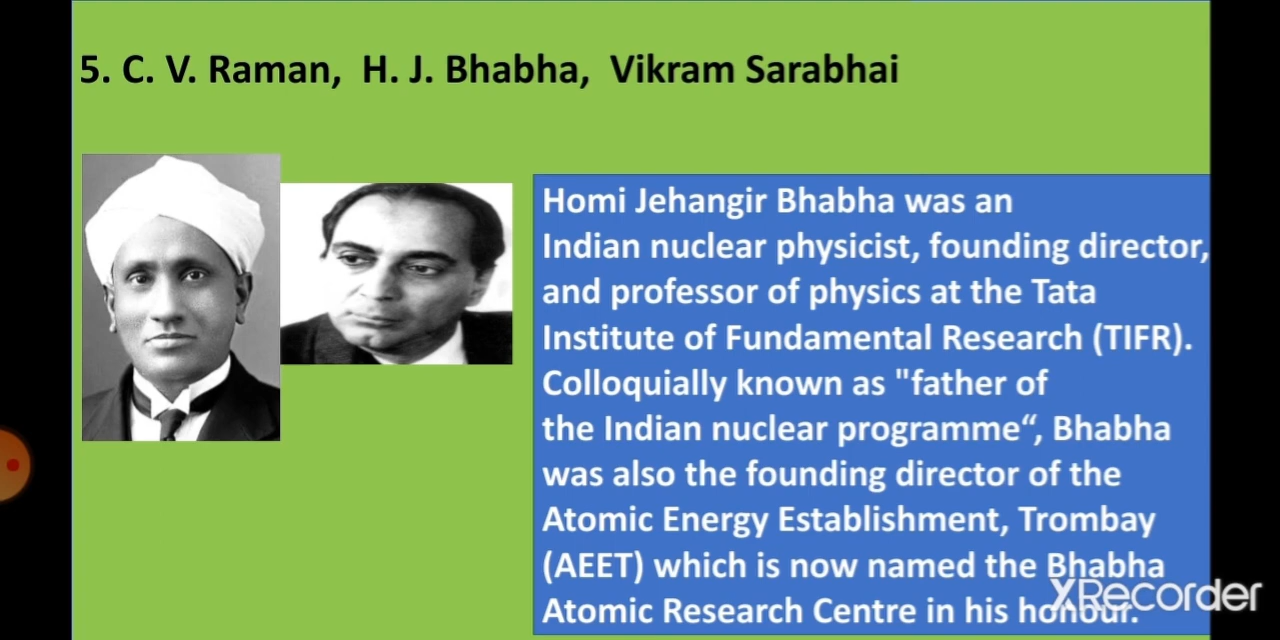 5. C. V. Raman, H. J. Bhabha, Vikram Sarabhai
Homi Jehangir Bhabha was an
Indian nuclear physicist, founding director,
and professor of physics at the Tata
Institute of Fundamental Research (TIFR).
Colloquially known as "father of
the Indian nuclear programme“, Bhabha
was also the founding director of the
Atomic Energy Establishment, Trombay
(AEET) which is now named the Bhabha
Atomic Research Centre in his honour.
XRecorder